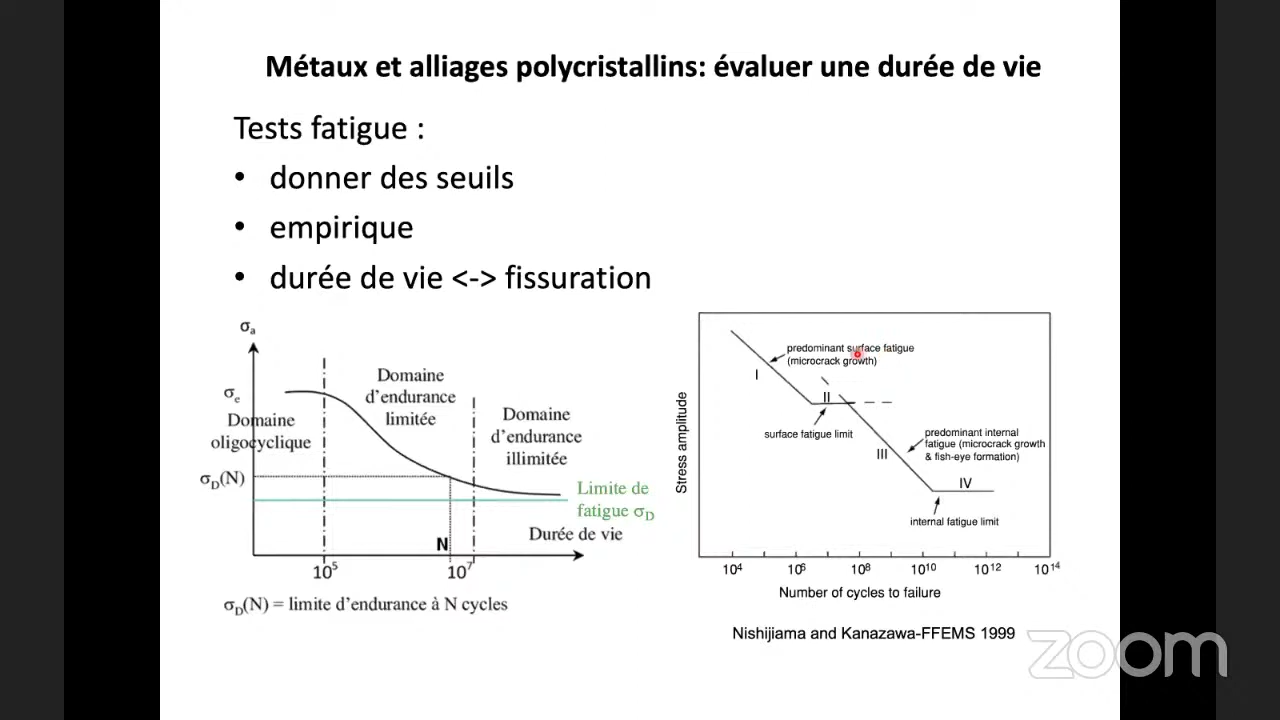 Métaux et alliages polycristallins: évaluer une durée de vie
Tests fatigue :
• donner des seuils
• empirique
• durée de vie <-> fissuration
σa
σe
Domaine
oligocyclique
Domaine
d'endurance
limitée
Domaine
d'endurance
illimitée
σD(N)
Limite de
fatigue σD
Durée de vie
N
10⁵
10⁷
σD(N) = limite d'endurance à N cycles
predominant surface fatigue
(microcrack growth)
I
II
surface fatigue limit
predominant internal
fatigue (microcrack growth
& fish-eye formation)
III
IV
internal fatigue limit
Stress amplitude
10⁴
10⁶
10⁸
10¹⁰
10¹²
10¹⁴
Number of cycles to failure
Nishijiama and Kanazawa-FFEMS 1999
zoom